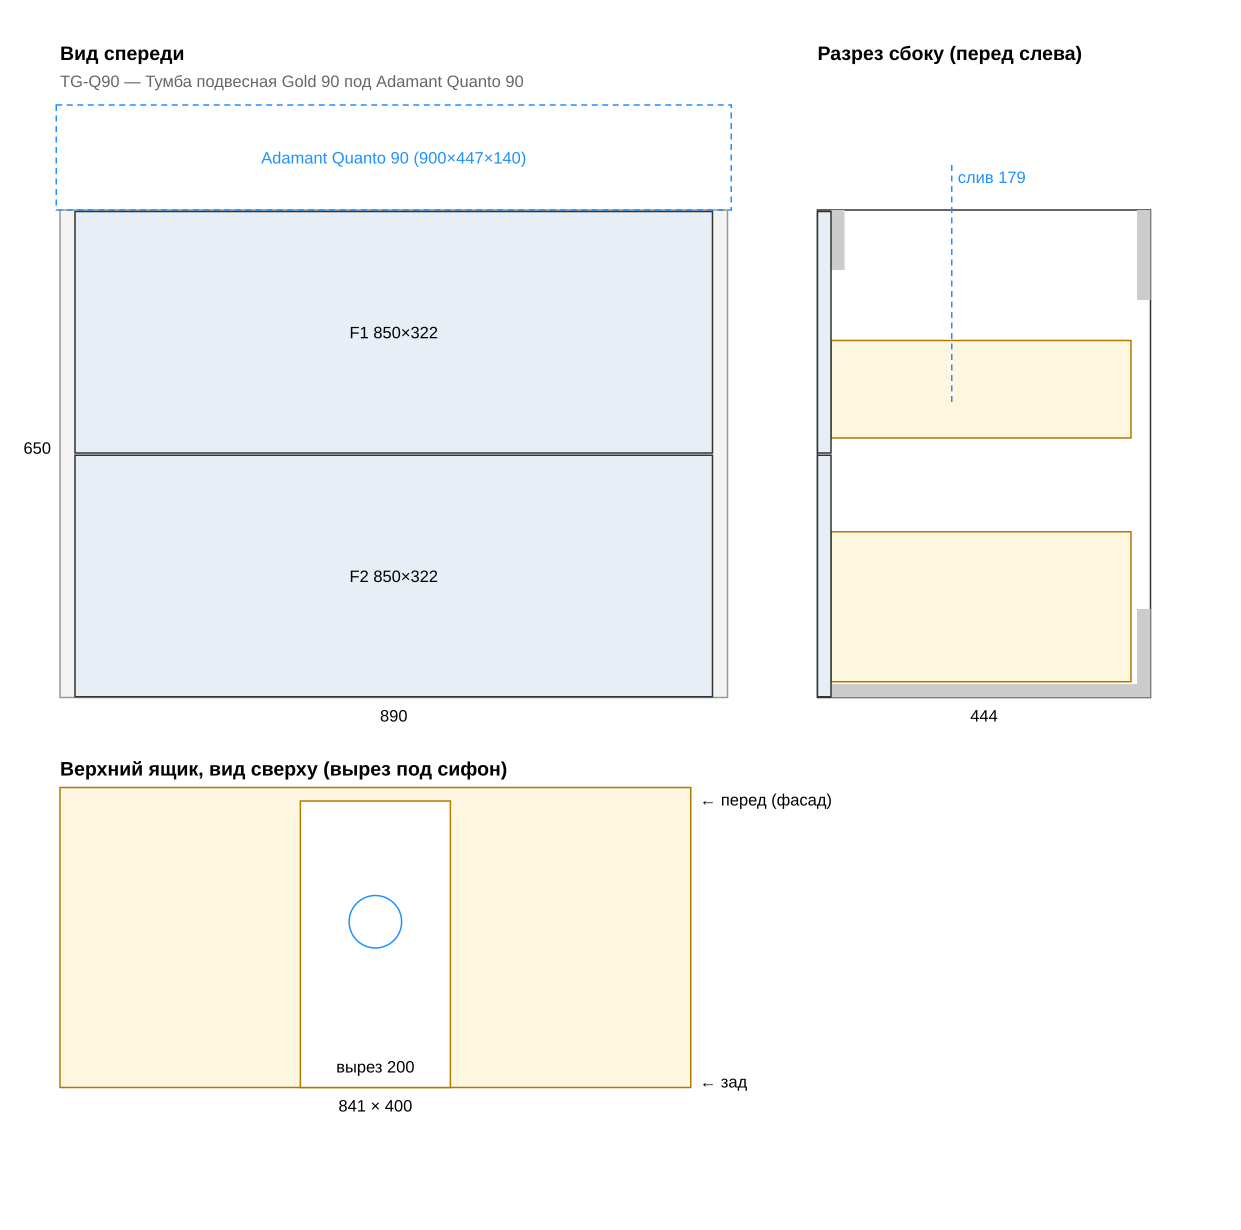 Вид спереди
TG-Q90 — Тумба подвесная Gold 90 под Adamant Quanto 90
Adamant Quanto 90 (900×447×140)
F1 850×322
650
F2 850×322
890
Разрез сбоку (перед слева)
слив 179
444
Верхний ящик, вид сверху (вырез под сифон)
← перед (фасад)
вырез 200
← зад
841 × 400